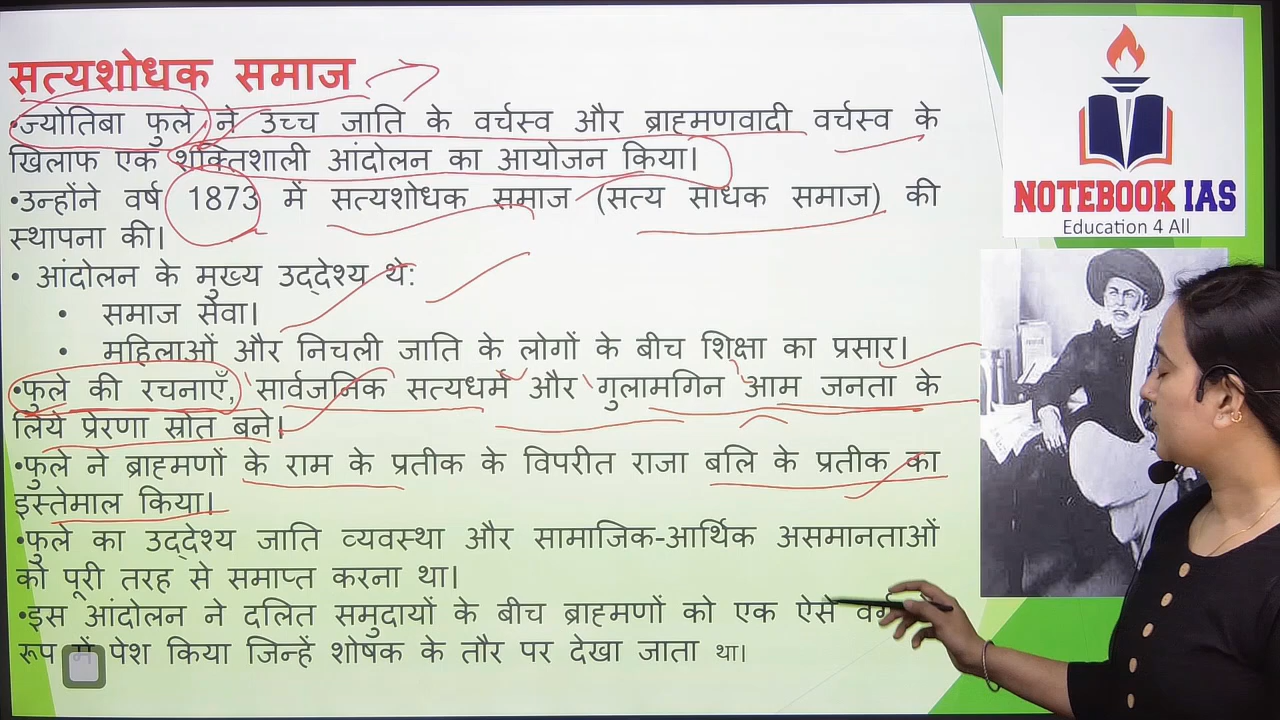 सत्यशोधक समाज
•ज्योतिबा फुले ने उच्च जाति के वर्चस्व और ब्राह्मणवादी वर्चस्व के
खिलाफ एक शक्तिशाली आंदोलन का आयोजन किया।
•उन्होंने वर्ष 1873 में सत्यशोधक समाज (सत्य साधक समाज) की
स्थापना की।
• आंदोलन के मुख्य उद्देश्य थे:
• समाज सेवा।
• महिलाओं और निचली जाति के लोगों के बीच शिक्षा का प्रसार।
•फुले की रचनाएँ, सार्वजनिक सत्यधर्म और गुलामगिन आम जनता के
लिये प्रेरणा स्रोत बने।
•फुले ने ब्राह्मणों के राम के प्रतीक के विपरीत राजा बलि के प्रतीक का
इस्तेमाल किया।
•फुले का उद्देश्य जाति व्यवस्था और सामाजिक-आर्थिक असमानताओं
को पूरी तरह से समाप्त करना था।
•इस आंदोलन ने दलित समुदायों के बीच ब्राह्मणों को एक ऐसे
रूप में पेश किया जिन्हें शोषक के तौर पर देखा जाता था।
NOTEBOOK IAS
Education 4 All